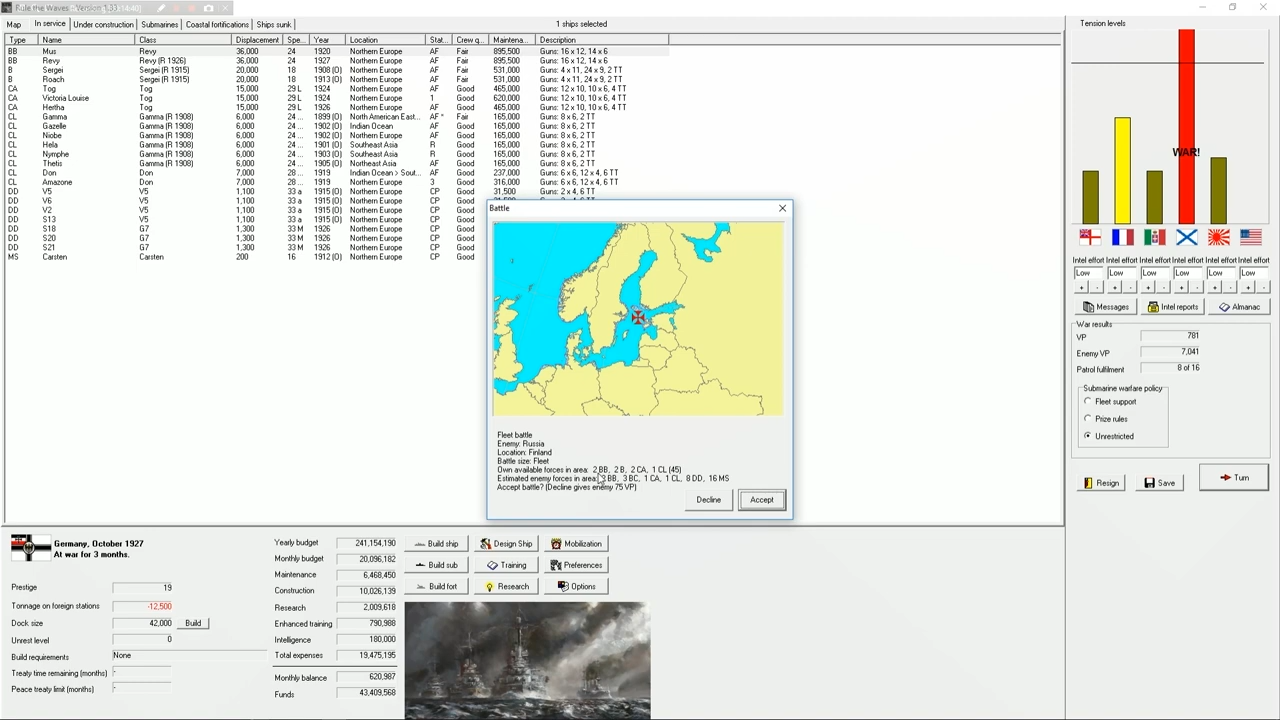 Rule the Waves - Version 1.33
Map In service Under construction Submarines Coastal fortifications Ships sunk 1 ships selected
Type Name Class Displacement Spe... Year Location Stat... Crew q... Maintena... Description
BB Mus Revy 36,000 24 1920 Northern Europe AF Fair 895,500 Guns: 16 x 12, 14 x 6
BB Revy Revy (R 1926) 36,000 24 1927 Northern Europe AF Fair 895,500 Guns: 16 x 12, 14 x 6
B Sergei Sergei (R 1915) 20,000 18 1908 (O) Northern Europe AF Fair 531,000 Guns: 4 x 11, 24 x 9, 2 TT
B Roach Sergei (R 1915) 20,000 18 1913 (O) Northern Europe AF Fair 531,000 Guns: 4 x 11, 24 x 9, 2 TT
CA Tog Tog 15,000 29 L 1924 Northern Europe AF Good 465,000 Guns: 12 x 10, 10 x 6, 4 TT
CA Victoria Louise Tog 15,000 29 L 1924 Northern Europe 1 Good 620,000 Guns: 12 x 10, 10 x 6, 4 TT
CA Hertha Tog 15,000 29 L 1926 Northern Europe AF Good 465,000 Guns: 12 x 10, 10 x 6, 4 TT
CL Gamma Gamma (R 1908) 6,000 24 ... 1899 (O) North American East... AF * Fair 165,000 Guns: 8 x 6, 2 TT
CL Gazelle Gamma (R 1908) 6,000 24 ... 1902 (O) Indian Ocean AF Good 165,000 Guns: 8 x 6, 2 TT
CL Niobe Gamma (R 1908) 6,000 24 ... 1902 (O) Northern Europe AF Good 165,000 Guns: 8 x 6, 2 TT
CL Hela Gamma (R 1908) 6,000 24 ... 1901 (O) Southeast Asia R Good 165,000 Guns: 8 x 6, 2 TT
CL Nymphe Gamma (R 1908) 6,000 24 ... 1903 (O) Southeast Asia R Good 165,000 Guns: 8 x 6, 2 TT
CL Thetis Gamma (R 1908) 6,000 24 ... 1905 (O) Northeast Asia AF Good 165,000 Guns: 8 x 6, 2 TT
CL Don Don 7,000 28 ... 1919 Indian Ocean > Sout... AF Good 237,000 Guns: 6 x 6, 12 x 4, 6 TT
CL Amazone Don 7,000 28 ... 1919 Northern Europe 3 Good 316,000 Guns: 6 x 6, 12 x 4, 6 TT
DD V5 V5 1,100 33 a 1915 (O) Northern Europe CP Good 31,500 Guns: 2 x 4, 6 TT
DD V6 V5 1,100 33 a 1915 (O) Northern Europe CP Good
DD V2 V5 1,100 33 a 1915 (O) Northern Europe CP Good
DD S13 V5 1,100 33 a 1915 (O) Northern Europe CP Good
DD S18 G7 1,300 33 M 1926 Northern Europe CP Good
DD S20 G7 1,300 33 M 1926 Northern Europe CP Good
DD S21 G7 1,300 33 M 1926 Northern Europe CP Good
MS Carsten Carsten 200 16 1912 (O) Northern Europe CP Good
Battle
Fleet battle
Enemy: Russia
Location: Finland
Battle size: Fleet
Own available forces in area: 2 BB, 2 B, 2 CA, 1 CL (45)
Estimated enemy forces in area: 3 BB, 3 BC, 1 CA, 1 CL, 8 DD, 16 MS
Accept battle? (Decline gives enemy 75 VP)
Decline Accept
Tension levels
WAR!
Intel effort Intel effort Intel effort Intel effort Intel effort Intel effort
Low Low Low Low Low Low
+ - + - + - + - + - + -
Messages Intel reports Almanac
War results
VP 781
Enemy VP 7,041
Patrol fulfilment 8 of 16
Submarine warfare policy
Fleet support
Prize rules
Unrestricted
Resign Save Turn
Germany, October 1927
At war for 3 months.
Prestige 19
Tonnage on foreign stations -12,500
Dock size 42,000 Build
Unrest level 0
Build requirements None
Treaty time remaining (months) -
Peace treaty limit (months) -
Yearly budget 241,154,190
Monthly budget 20,096,182
Maintenance 6,468,450
Construction 10,026,139
Research 2,009,618
Enhanced training 790,988
Intelligence 180,000
Total expenses 19,475,195
Monthly balance 620,987
Funds 43,409,568
Build ship Design Ship Mobilization
Build sub Training Preferences
Build fort Research Options